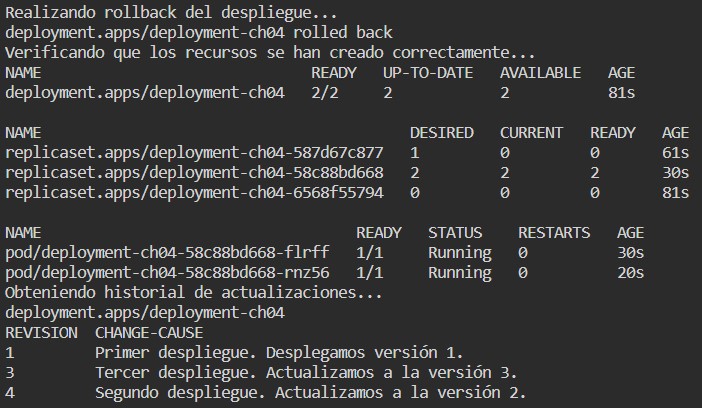 Realizando rollback del despliegue...
deployment.apps/deployment-ch04 rolled back
Verificando que los recursos se han creado correctamente...
NAME READY UP-TO-DATE AVAILABLE AGE
deployment.apps/deployment-ch04 2/2 2 2 81s
NAME DESIRED CURRENT READY AGE
replicaset.apps/deployment-ch04-587d67c877 1 0 0 61s
replicaset.apps/deployment-ch04-58c88bd668 2 2 2 30s
replicaset.apps/deployment-ch04-6568f55794 0 0 0 81s
NAME READY STATUS RESTARTS AGE
pod/deployment-ch04-58c88bd668-flrff 1/1 Running 0 30s
pod/deployment-ch04-58c88bd668-rnz56 1/1 Running 0 20s
Obteniendo historial de actualizaciones...
deployment.apps/deployment-ch04
REVISION CHANGE-CAUSE
1 Primer despliegue. Desplegamos versión 1.
3 Tercer despliegue. Actualizamos a la versión 3.
4 Segundo despliegue. Actualizamos a la versión 2.